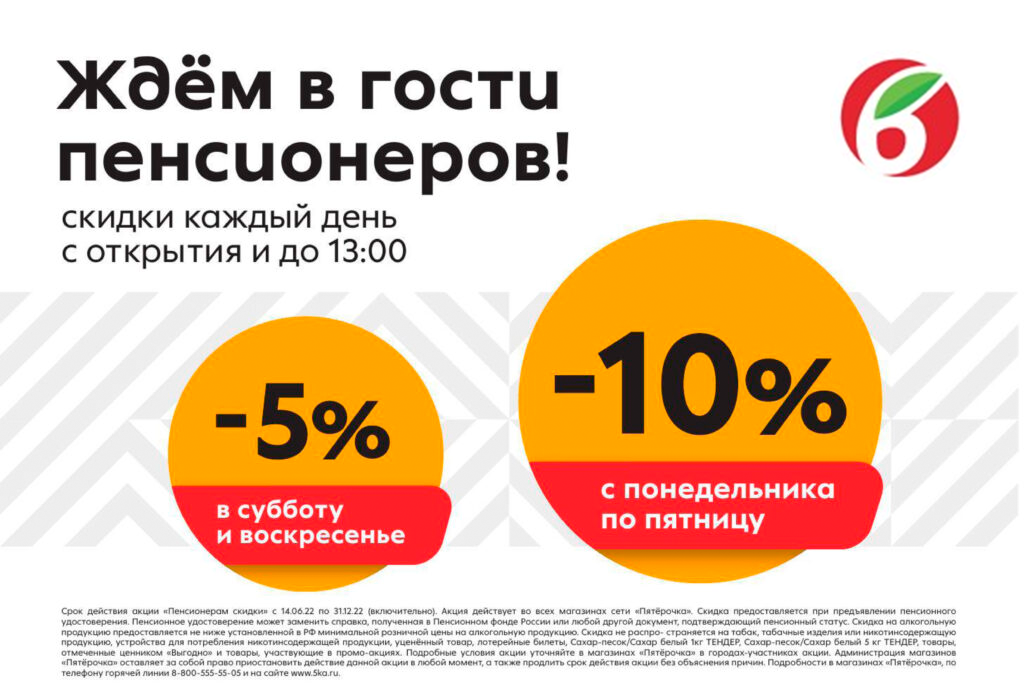 Ждём в гости
пенсионеров!
скидки каждый день
с открытия и до 13:00
-5%
в субботу
и воскресенье
-10%
с понедельника
по пятницу
Срок действия акции «Пенсионерам скидки» с 14.06.22 по 31.12.22 (включительно). Акция действует во всех магазинах сети «Пятёрочка». Скидка предоставляется при предъявлении пенсионного
удостоверения. Пенсионное удостоверение может заменить справка, полученная в Пенсионном фонде России или любой другой документ, подтверждающий пенсионный статус. Скидка на алкогольную
продукцию предоставляется не ниже установленной в РФ минимальной розничной цены на алкогольную продукцию. Скидка не распро- страняется на табак, табачные изделия или никотинсодержащую
продукцию, устройства для потребления никотинсодержащей продукции, уценённый товар, лотерейные билеты, Сахар-песок/Сахар белый 1кг ТЕНДЕР, Сахар-песок/Сахар белый 5 кг ТЕНДЕР, товары,
отмеченные ценником «Выгодно» и товары, участвующие в промо-акциях. Подробные условия акции уточняйте в магазинах «Пятёрочка» в городах-участниках акции. Администрация магазинов
«Пятёрочка» оставляет за собой право приостановить действие данной акции в любой момент, а также продлить срок действия акции без объяснения причин. Подробности в магазинах «Пятёрочка», по
телефону горячей линии 8-800-555-55-05 и на сайте www.5ka.ru.